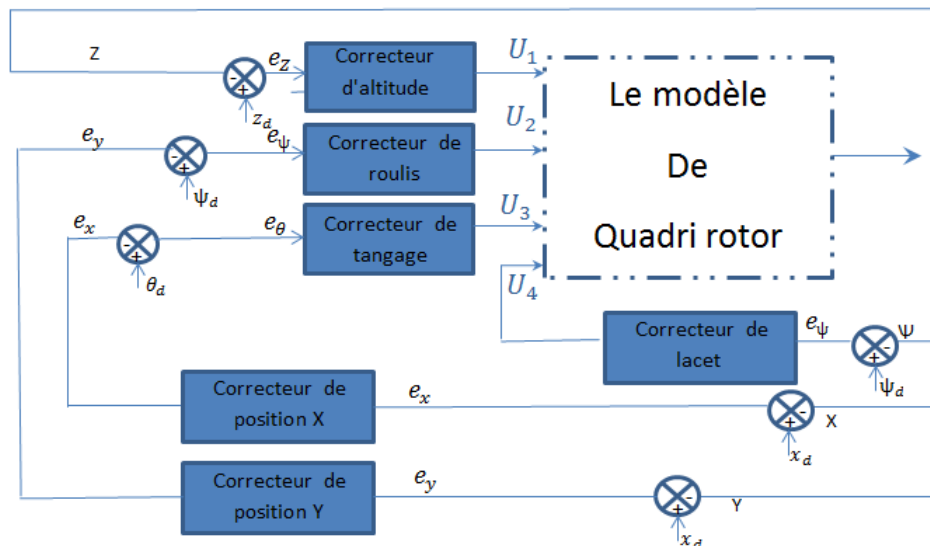 Z
e_Z
Correcteur
d'altitude
U_1
z_d
Le modèle
De
Quadri rotor
e_y
e_ψ
Correcteur de
roulis
U_2
ψ_d
e_x
e_θ
Correcteur de
tangage
U_3
θ_d
U_4
Correcteur de
lacet
e_ψ
Ψ
ψ_d
Correcteur de
position X
e_x
X
x_d
Correcteur de
position Y
e_y
Y
x_d